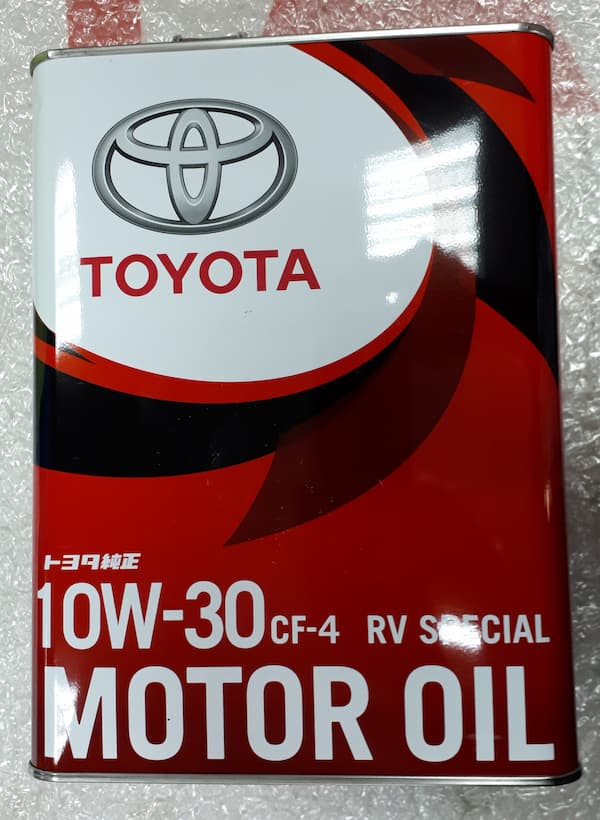 TOYOTA
トヨタ純正
10W-30 CF-4 RV SPECIAL
MOTOR OIL